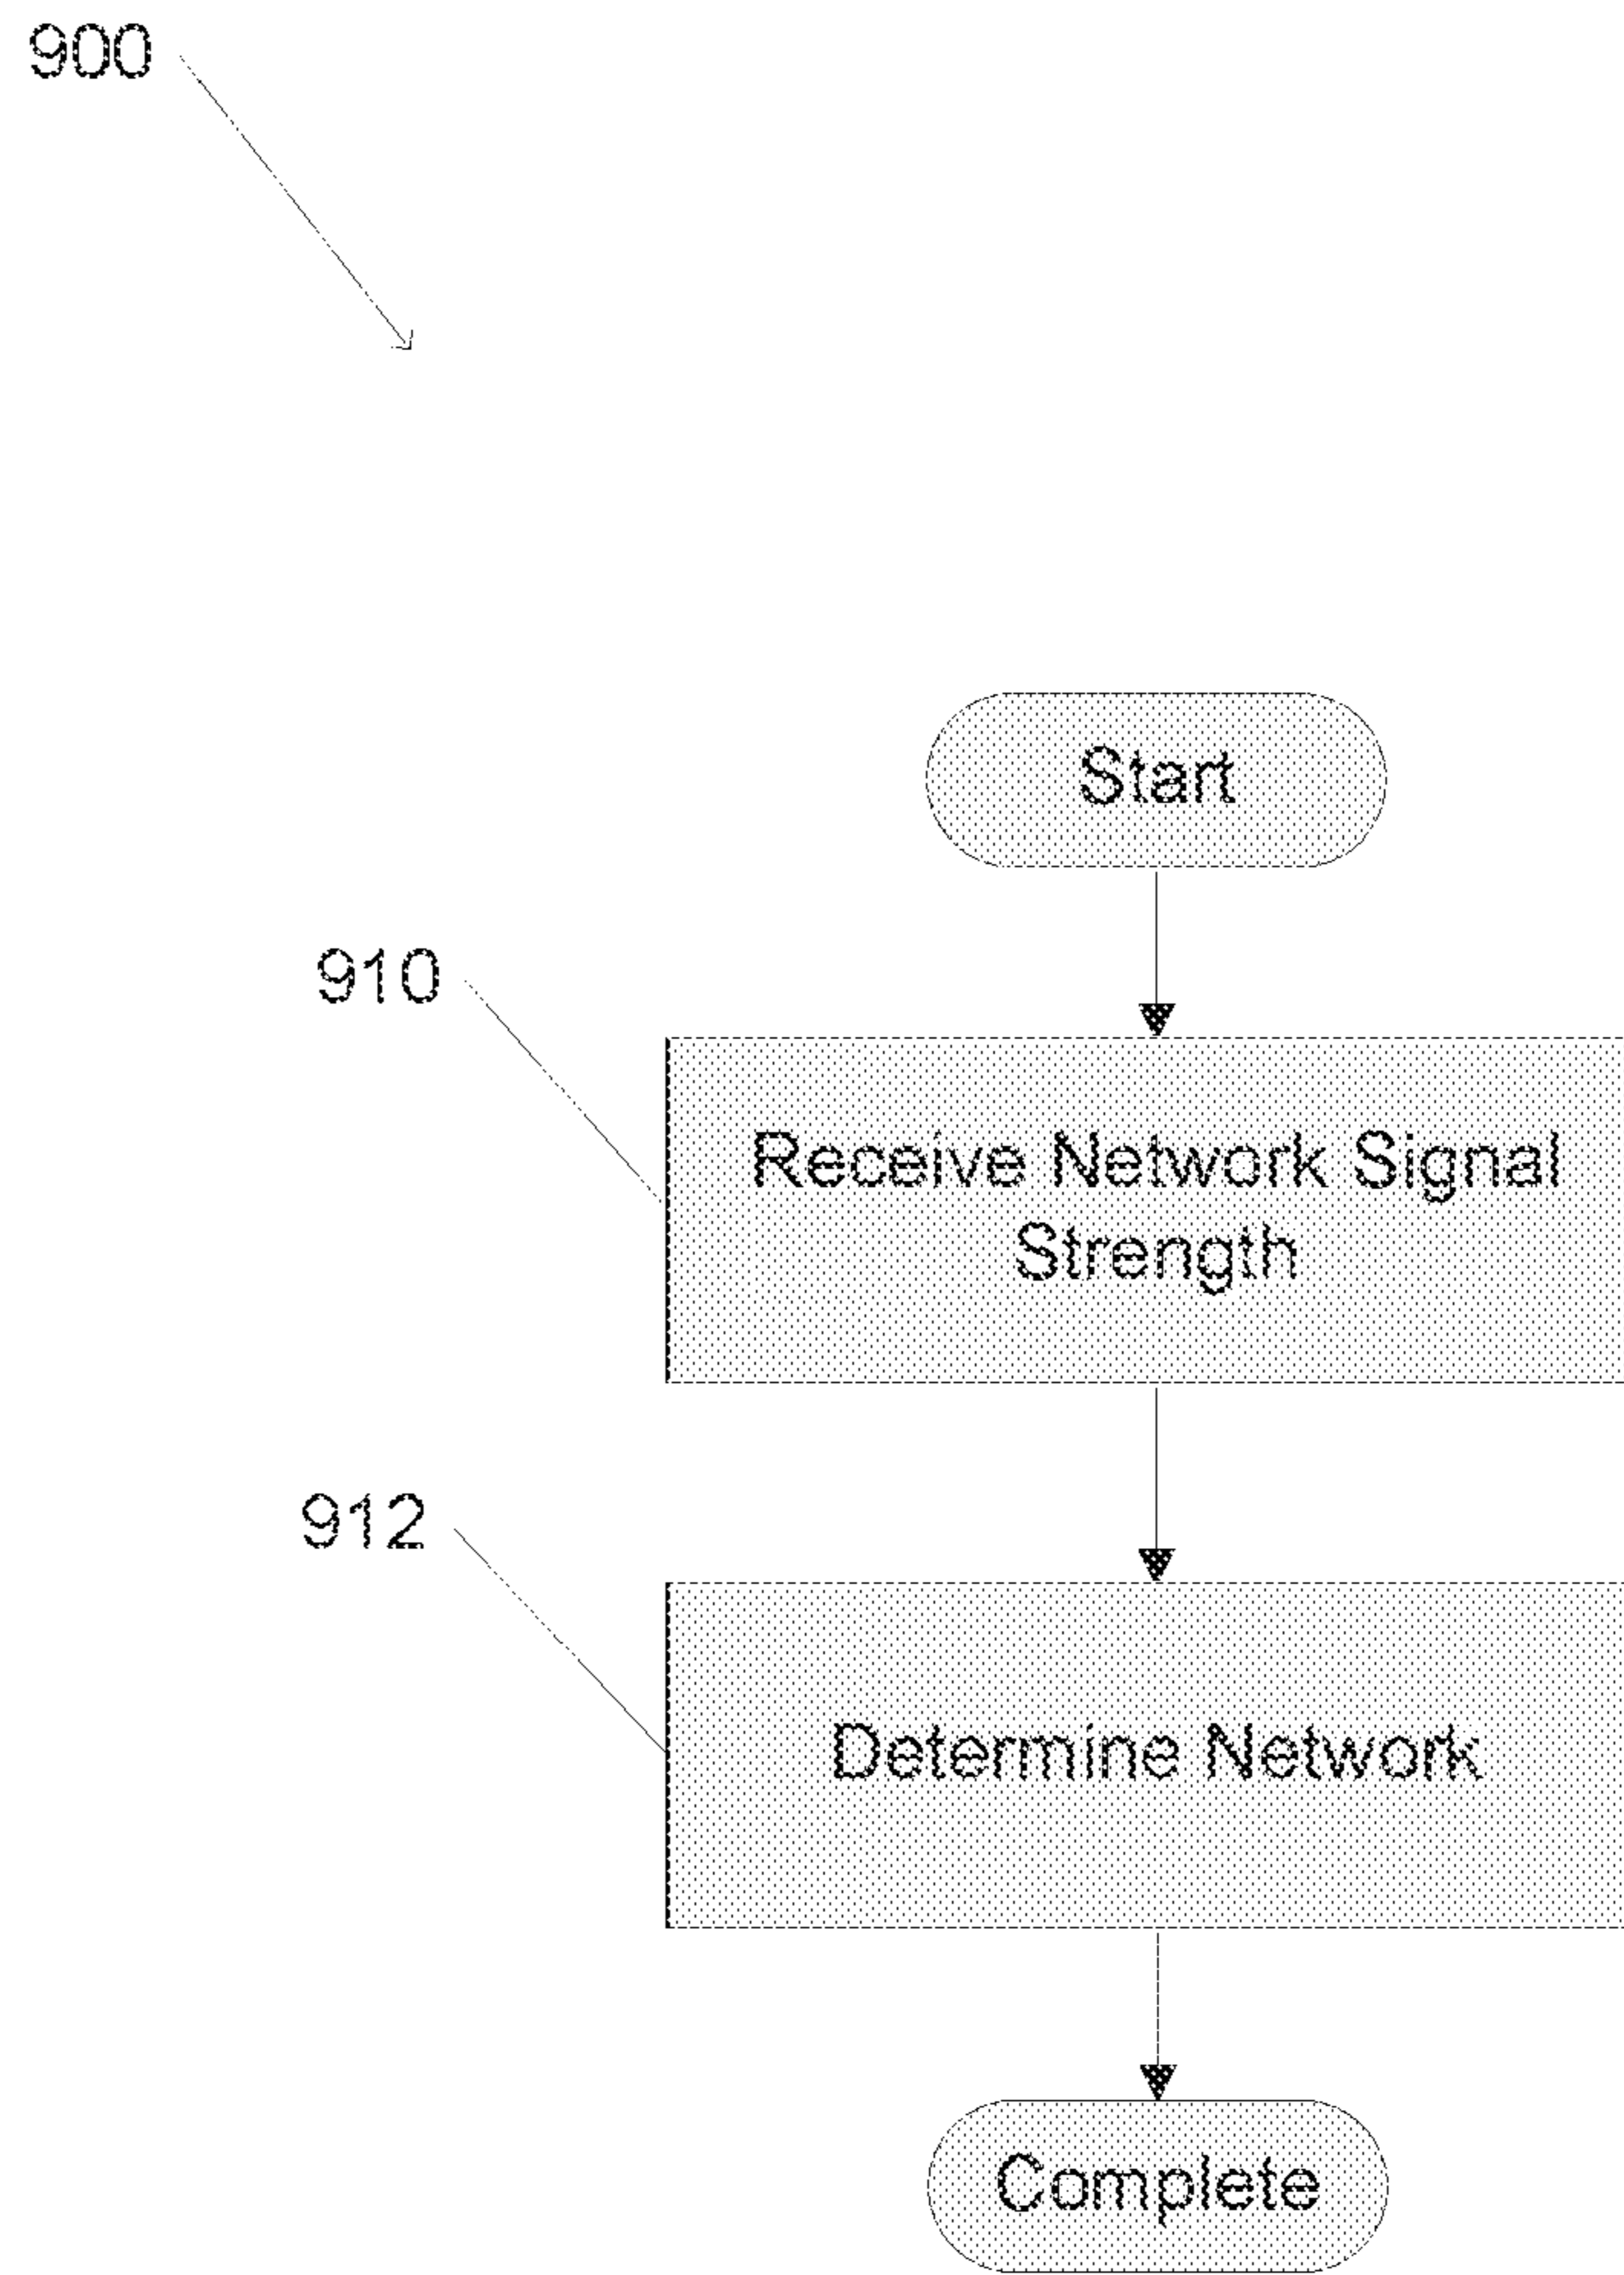 900
Start
910
Receive Network Signal
Strength
912
Determine Network
Complete